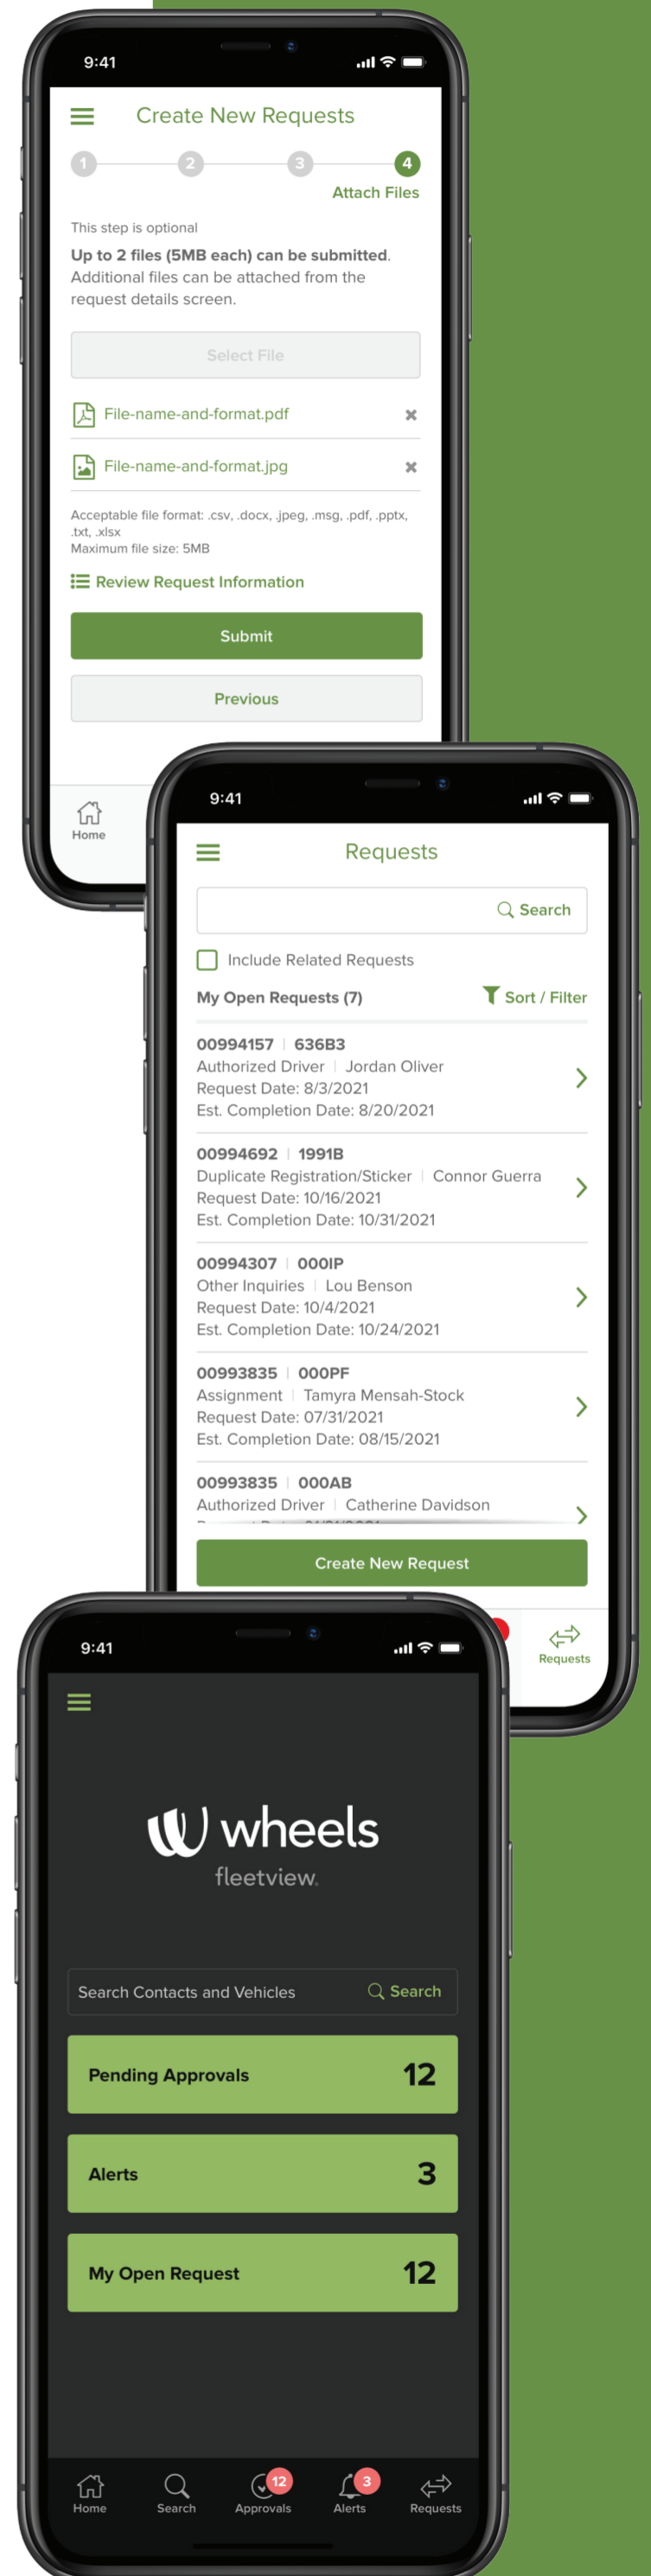 9:41
Create New Requests
1 2 3 4
Attach Files
This step is optional
Up to 2 files (5MB each) can be submitted.
Additional files can be attached from the
request details screen.
Select File
File-name-and-format.pdf
File-name-and-format.jpg
Acceptable file format: .csv, .docx, .jpeg, .msg, .pdf, .pptx,
.txt, .xlsx
Maximum file size: 5MB
Review Request Information
Submit
Previous
Home
9:41
Requests
Search
Include Related Requests
My Open Requests (7) Sort / Filter
00994157 | 636B3
Authorized Driver | Jordan Oliver
Request Date: 8/3/2021
Est. Completion Date: 8/20/2021
00994692 | 1991B
Duplicate Registration/Sticker | Connor Guerra
Request Date: 10/16/2021
Est. Completion Date: 10/31/2021
00994307 | 000IP
Other Inquiries | Lou Benson
Request Date: 10/4/2021
Est. Completion Date: 10/24/2021
00993835 | 000PF
Assignment | Tamyra Mensah-Stock
Request Date: 07/31/2021
Est. Completion Date: 08/15/2021
00993835 | 000AB
Authorized Driver | Catherine Davidson
Create New Request
Requests
9:41
wheels
fleetview.
Search Contacts and Vehicles Search
Pending Approvals 12
Alerts 3
My Open Request 12
12 3
Home Search Approvals Alerts Requests